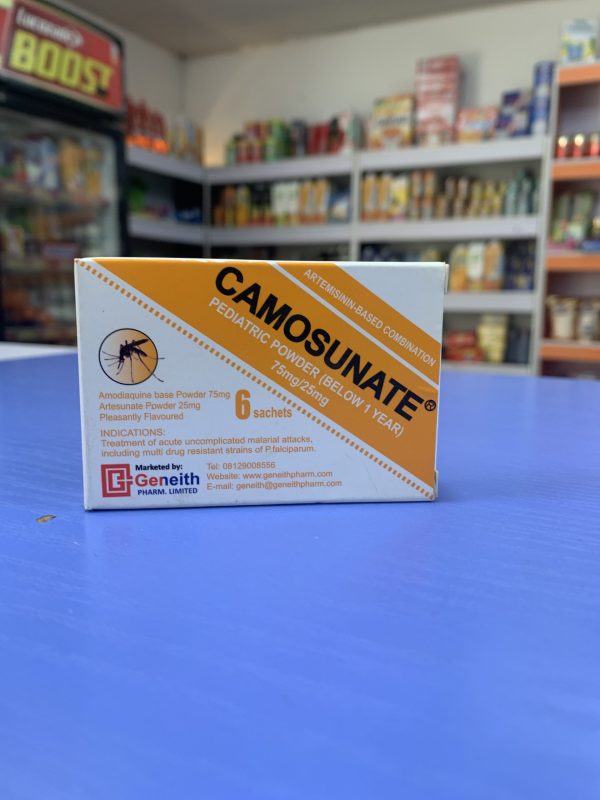 LUCOZADE
BOOST
ARTEMISININ-BASED COMBINATION
CAMOSUNATE®
PEDIATRIC POWDER (BELOW 1 YEAR)
75mg/25mg
Amodiaquine base Powder 75mg
Artesunate Powder 25mg
Pleasantly Flavoured
6 sachets
INDICATIONS:
Treatment of acute uncomplicated malarial attacks,
including multi drug resistant strains of P.falciparum.
Marketed by:
Geneith
PHARM. LIMITED
Tel: 08129008556
Website: www.geneithpharm.com
E-mail: geneith@geneithpharm.com